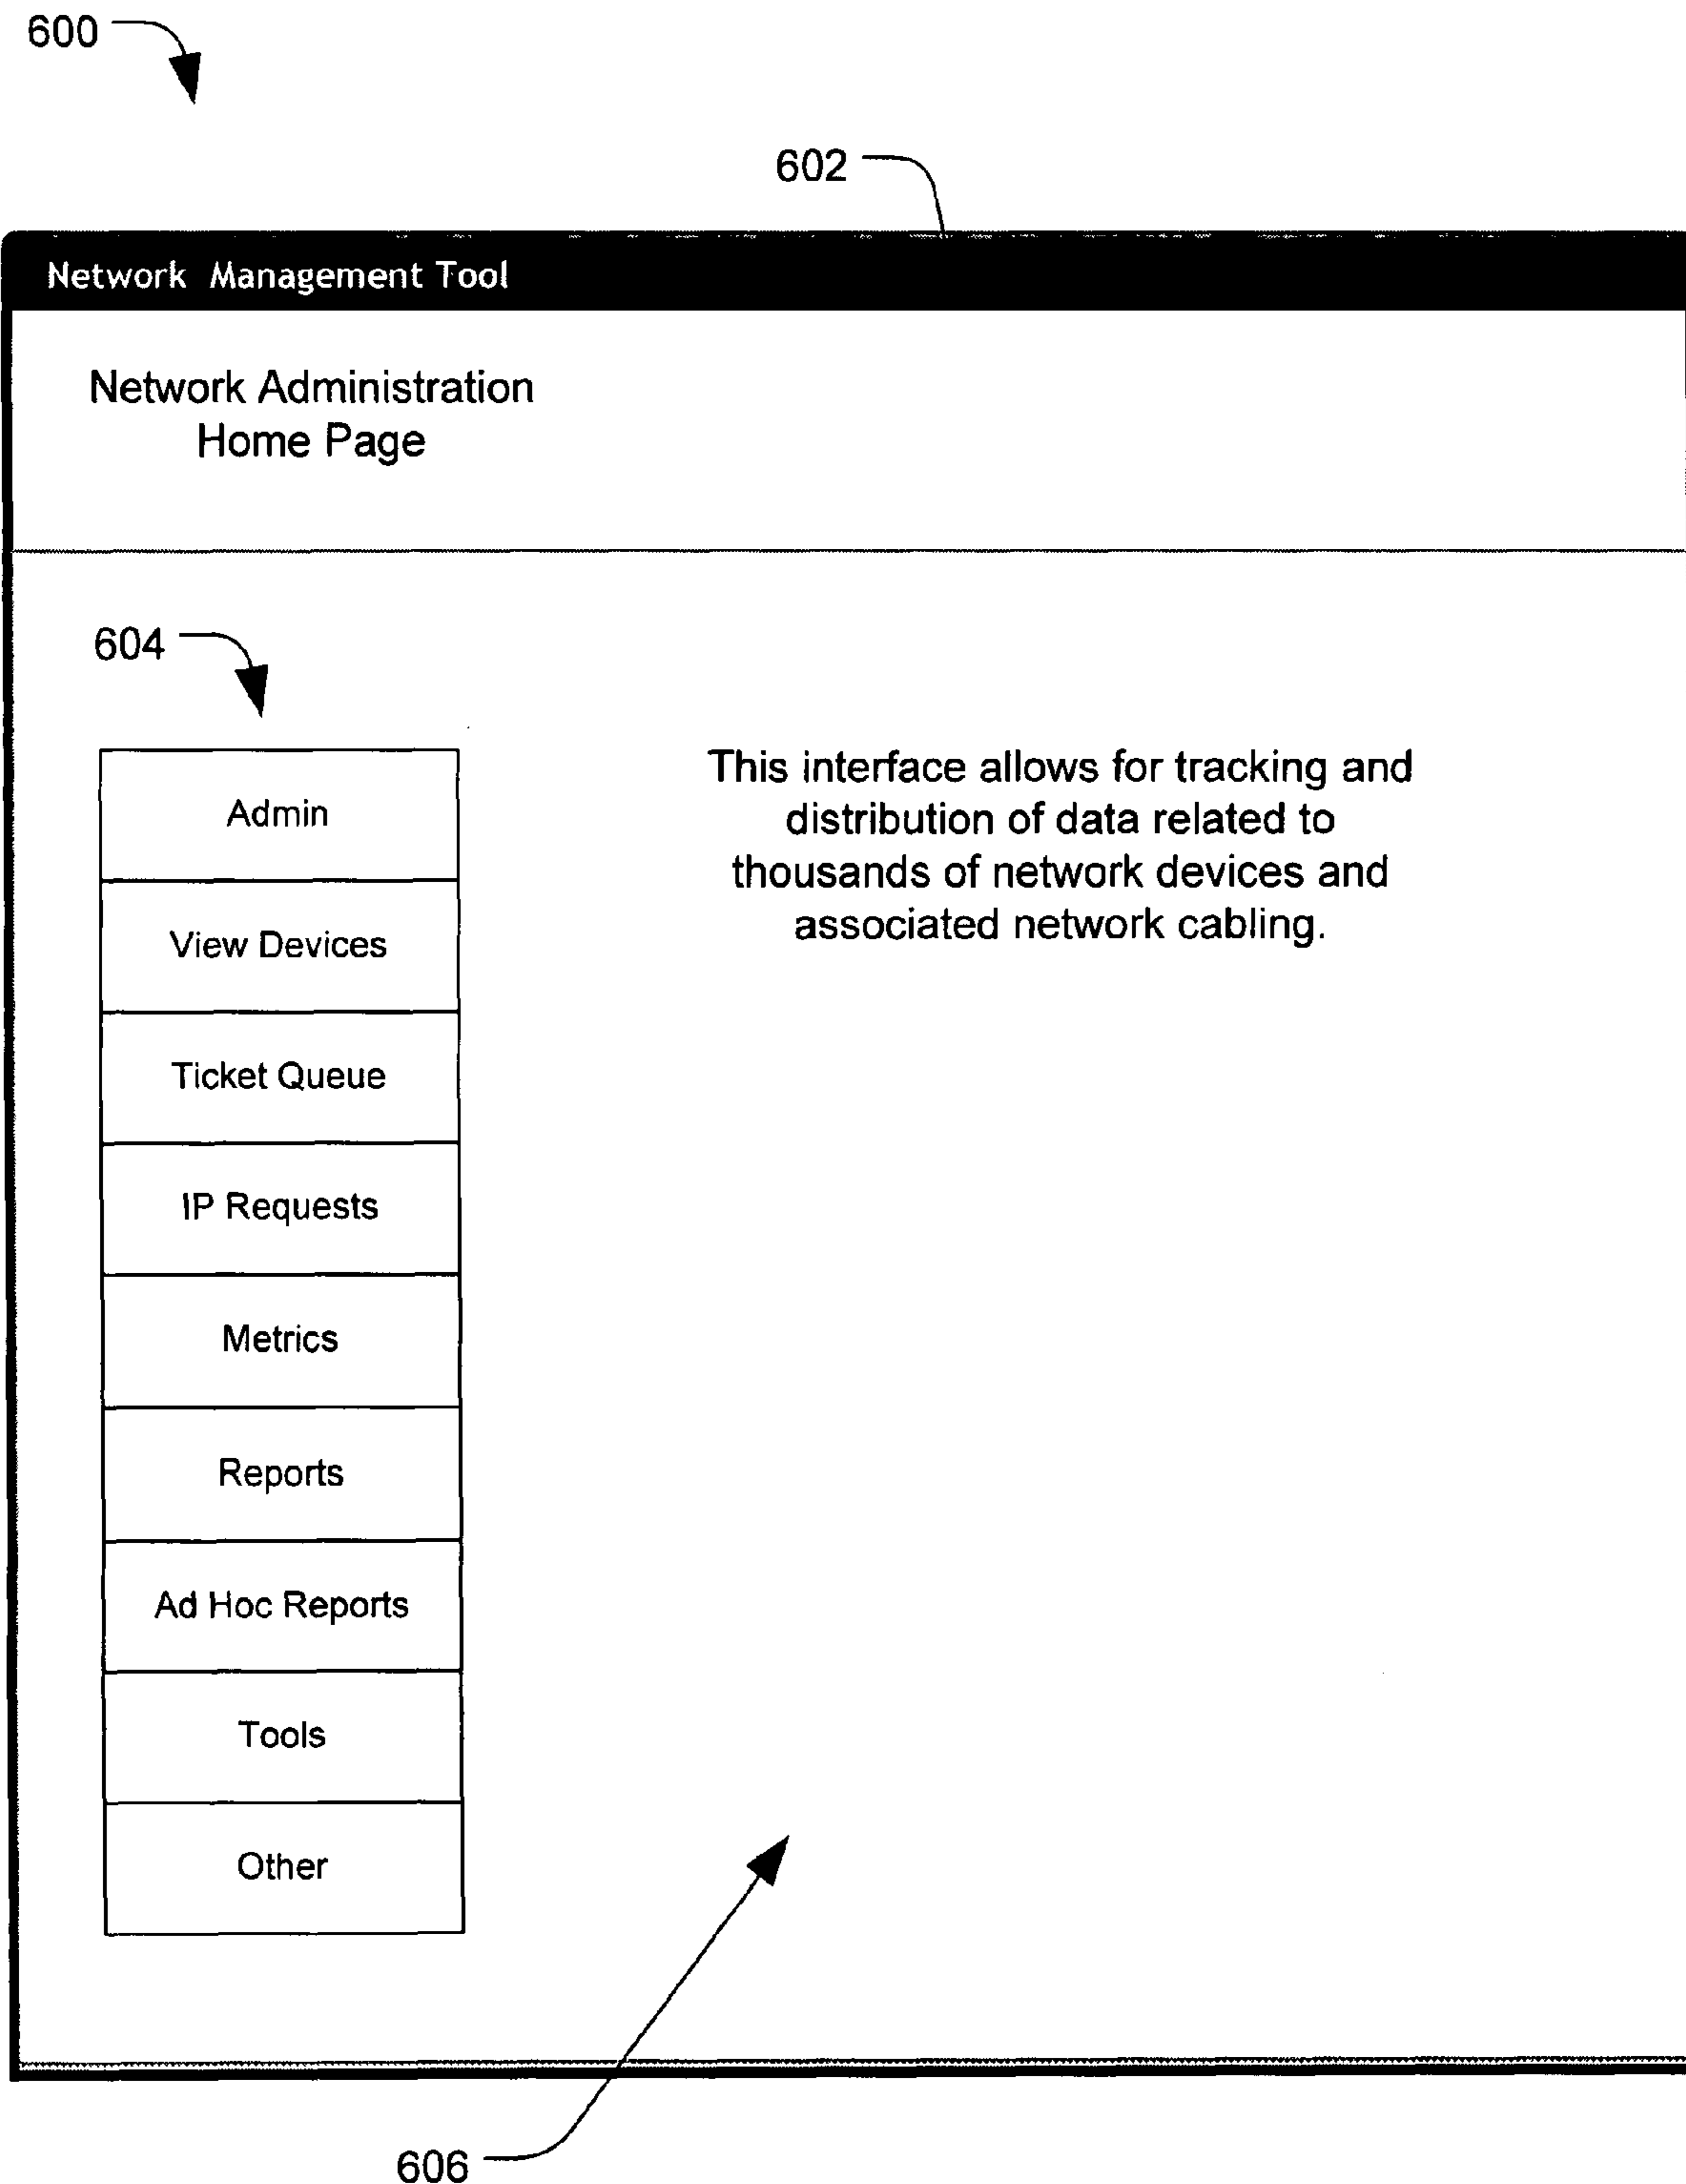 600
602
Network Management Tool
Network Administration
Home Page
604
Admin
View Devices
Ticket Queue
IP Requests
Metrics
Reports
Ad Hoc Reports
Tools
Other
This interface allows for tracking and
distribution of data related to
thousands of network devices and
associated network cabling.
606